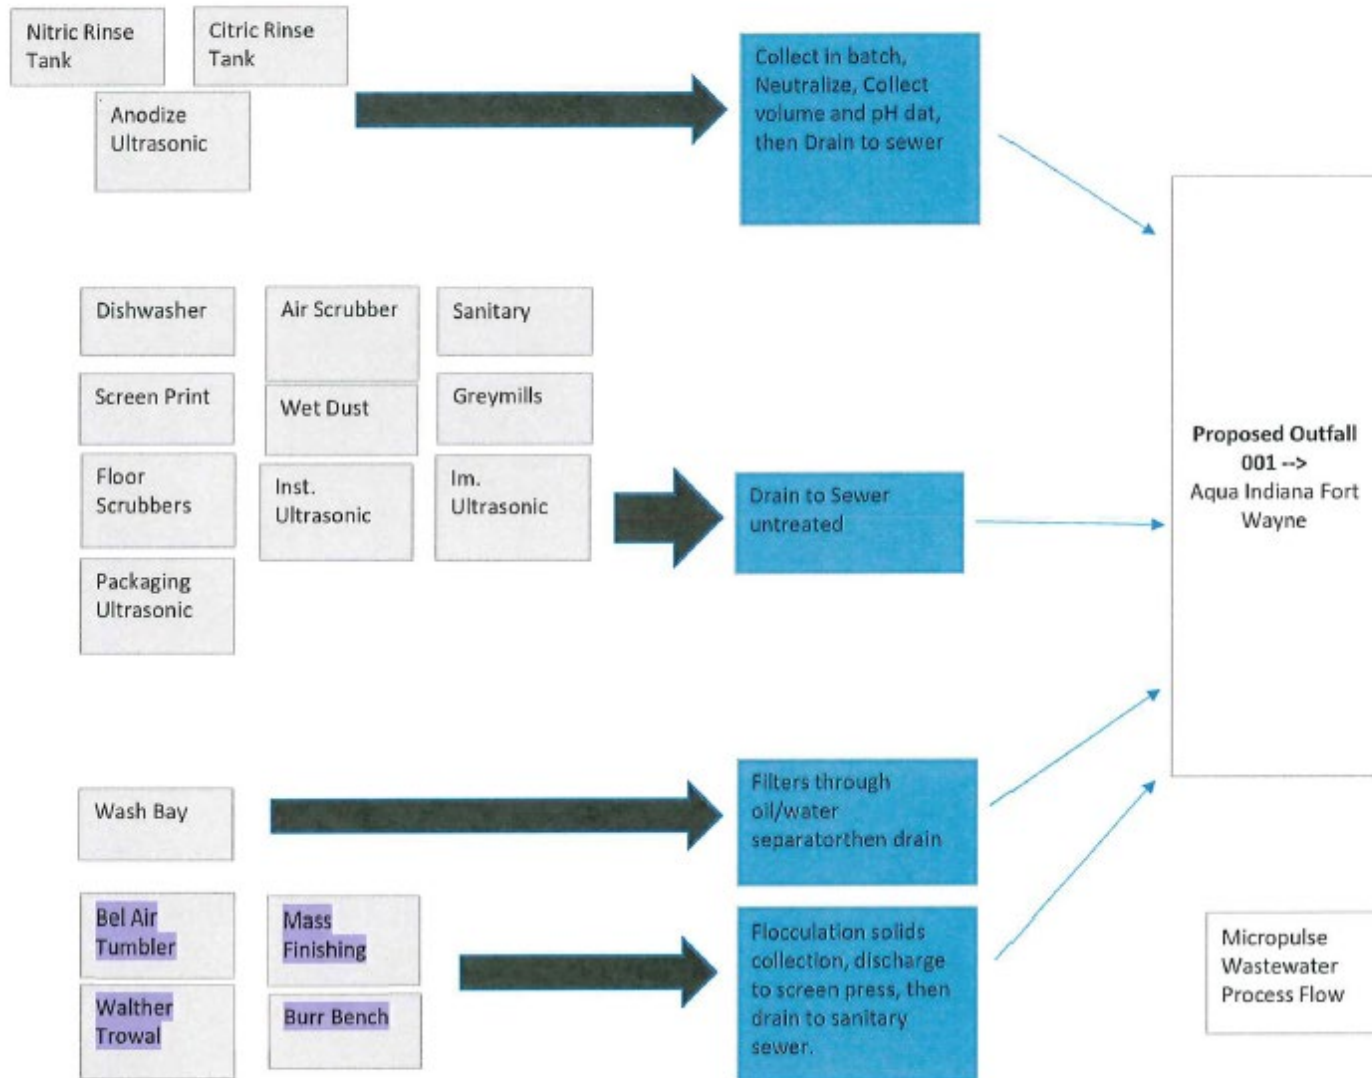 Nitric Rinse
Tank
Citric Rinse
Tank
Anodize
Ultrasonic
Collect in batch,
Neutralize, Collect
volume and pH dat,
then Drain to sewer
Dishwasher
Air Scrubber
Sanitary
Screen Print
Wet Dust
Greymills
Floor
Scrubbers
Inst.
Ultrasonic
Im.
Ultrasonic
Packaging
Ultrasonic
Drain to Sewer
untreated
Proposed Outfall
001 -->
Aqua Indiana Fort
Wayne
Wash Bay
Filters through
oil/water
separatorthen drain
Bel Air
Tumbler
Mass
Finishing
Walther
Trowal
Burr Bench
Flocculation solids
collection, discharge
to screen press, then
drain to sanitary
sewer.
Micropulse
Wastewater
Process Flow